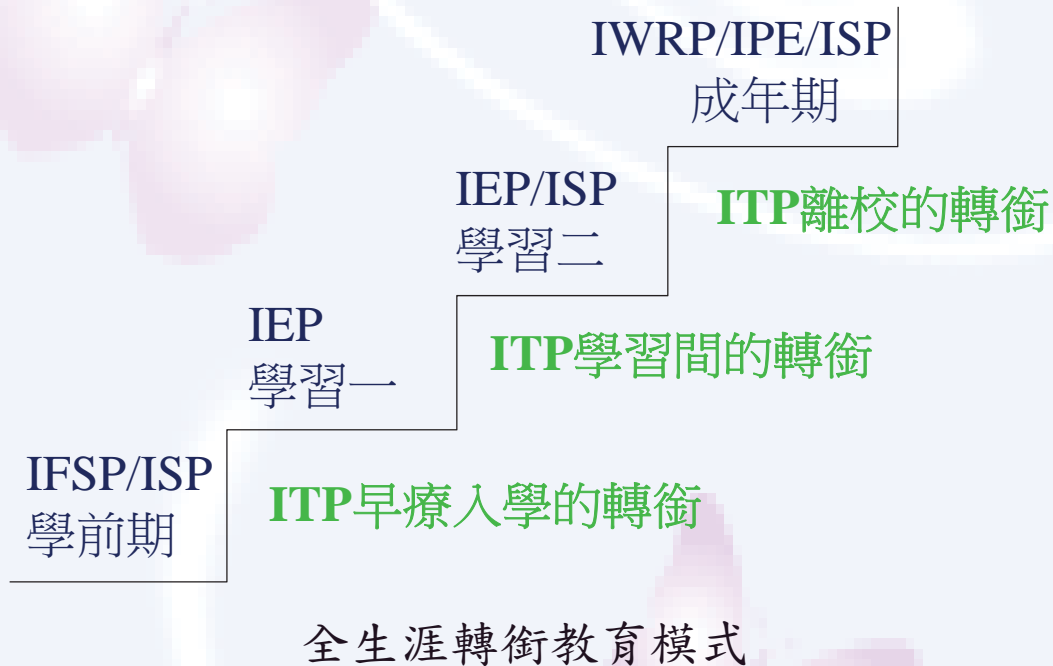 IWRP/IPE/ISP
成年期
IEP/ISP
學習二
ITP離校的轉銜
IEP
學習一
ITP學習間的轉銜
IFSP/ISP
學前期
ITP早療入學的轉銜
全生涯轉銜教育模式